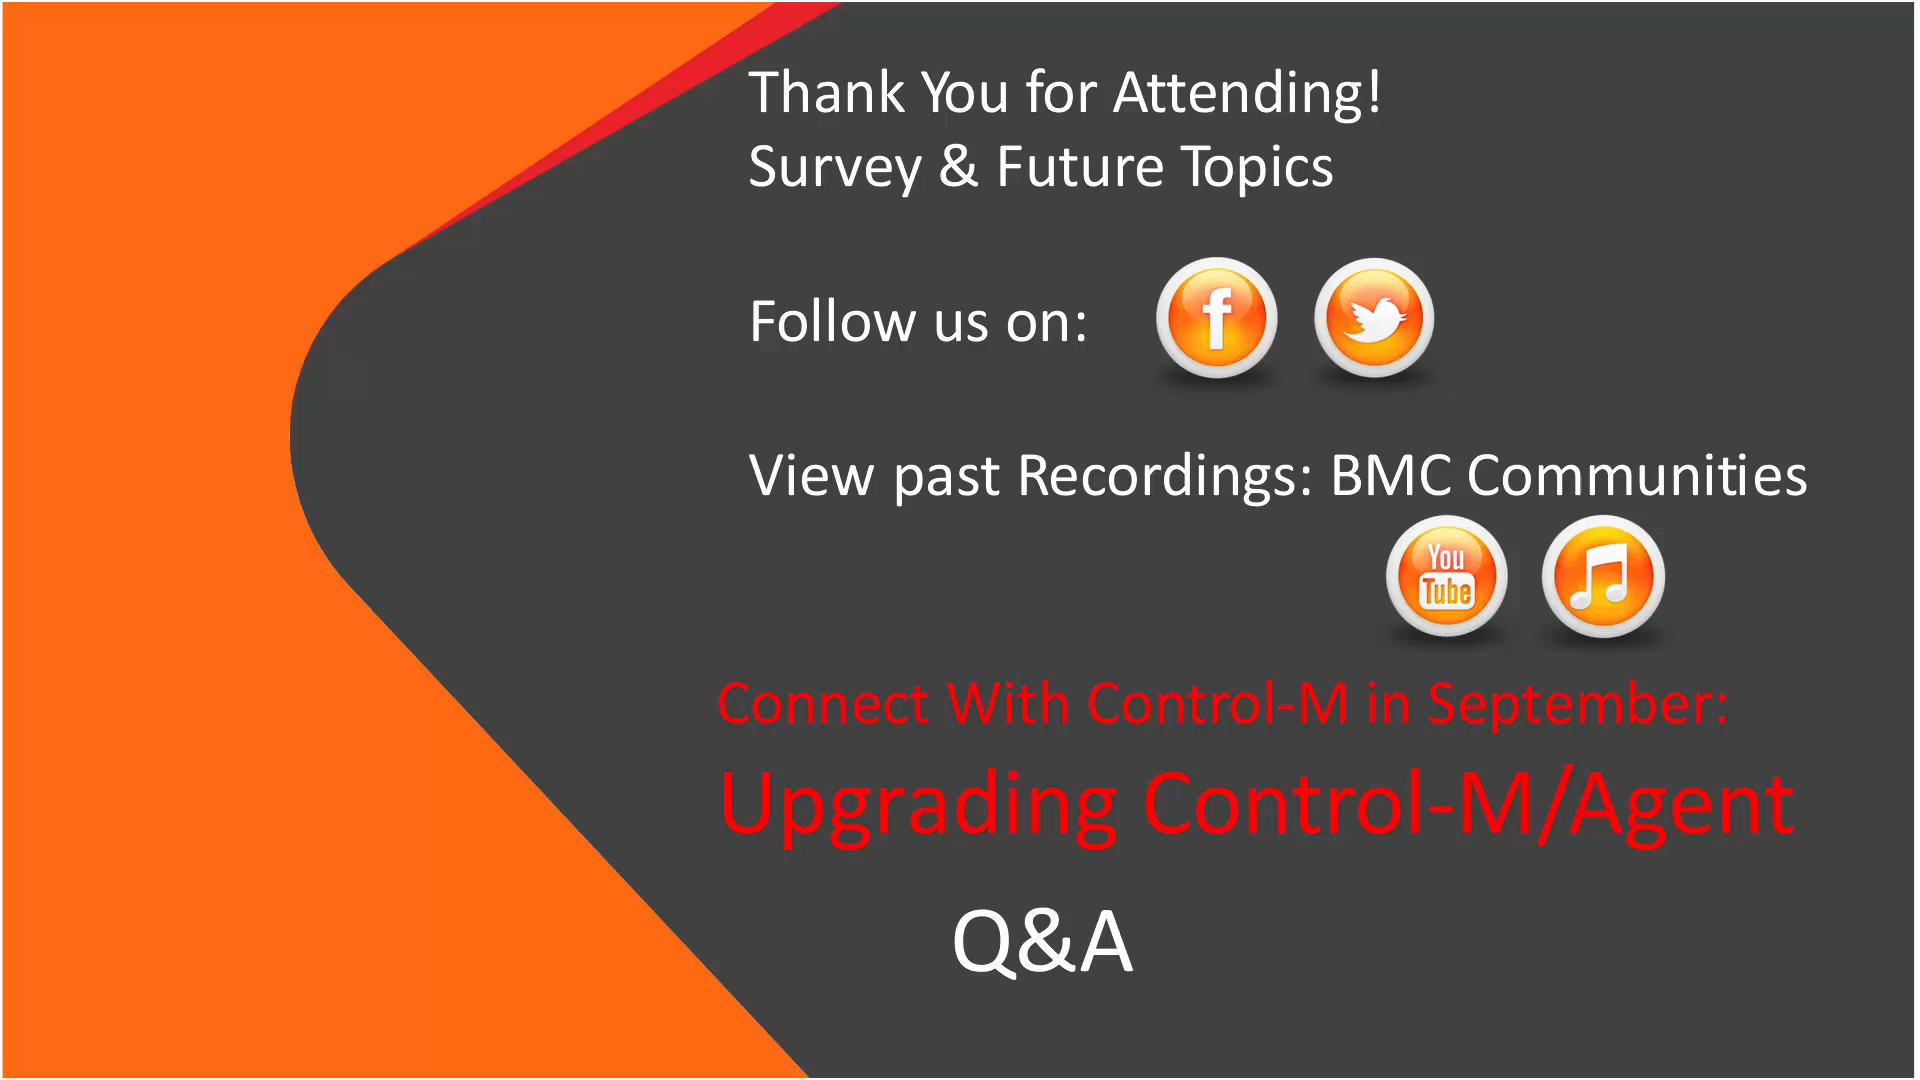 Thank You for Attending!
Survey & Future Topics
Follow us on:
f
View past Recordings: BMC Communities
You
Tube
Connect With Control-M in September:
Upgrading Control-M/Agent
Q&A